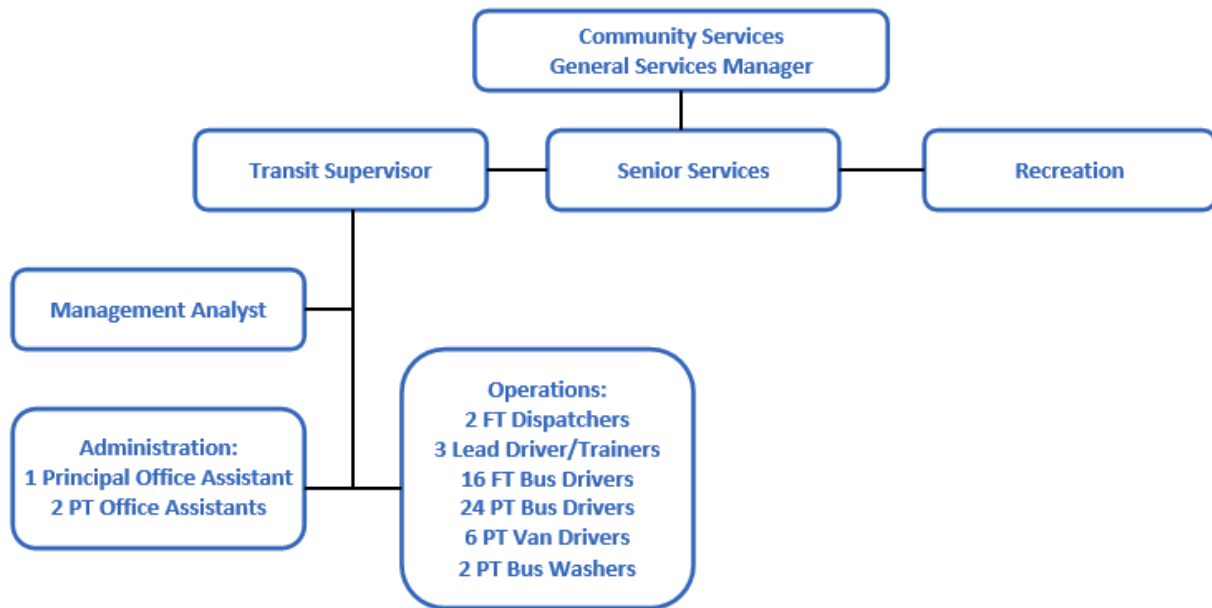 Community Services
General Services Manager
Transit Supervisor
Senior Services
Recreation
Management Analyst
Administration:
1 Principal Office Assistant
2 PT Office Assistants
Operations:
2 FT Dispatchers
3 Lead Driver/Trainers
16 FT Bus Drivers
24 PT Bus Drivers
6 PT Van Drivers
2 PT Bus Washers